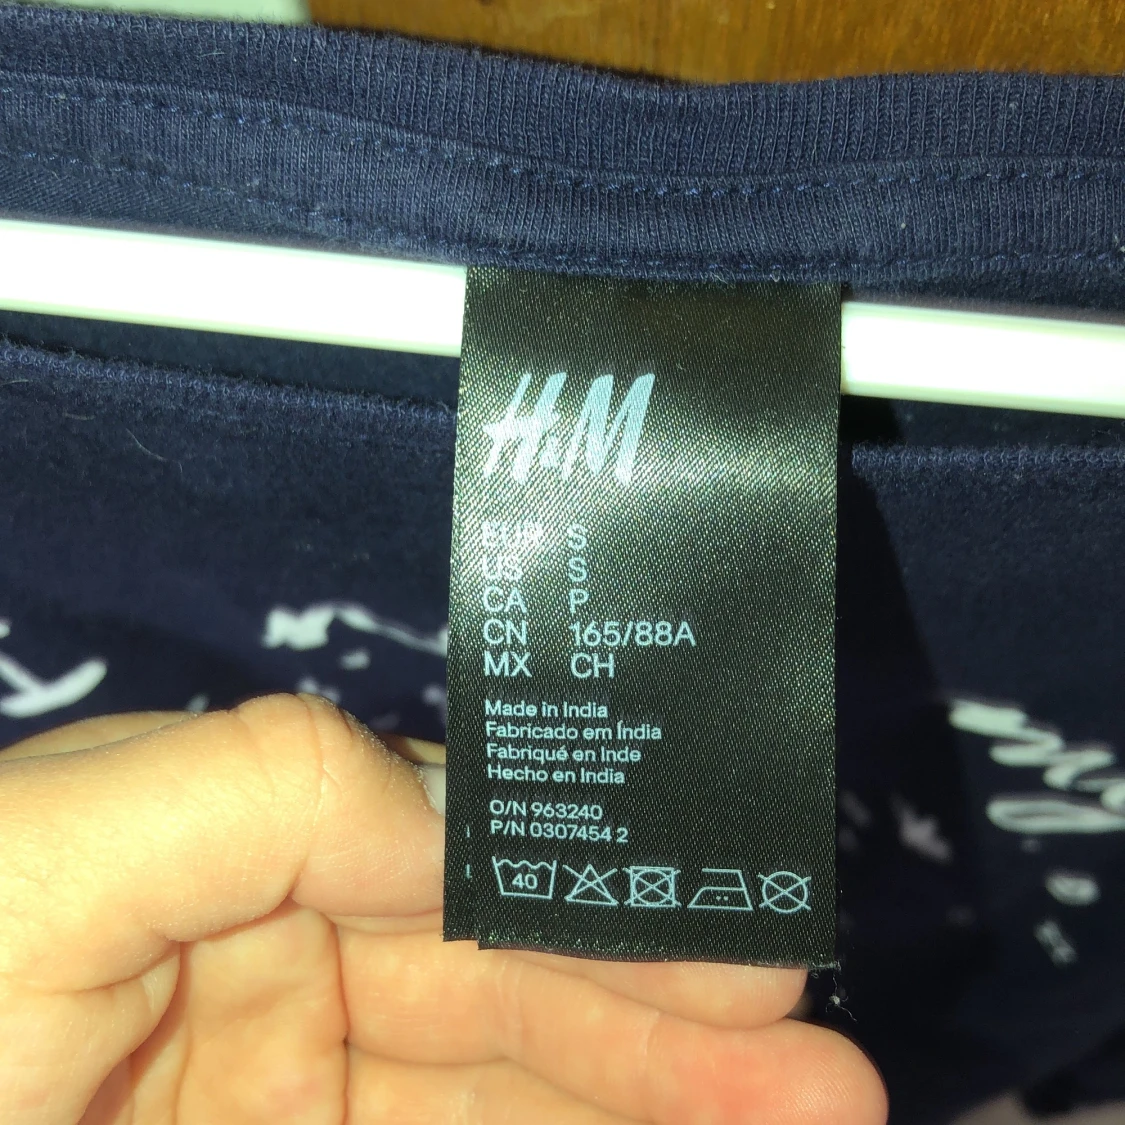 H&M
EUR S
US S
CA P
CN 165/88A
MX CH
Made in India
Fabricado em Índia
Fabriqué en Inde
Hecho en India
O/N 963240
P/N 0307454 2
40